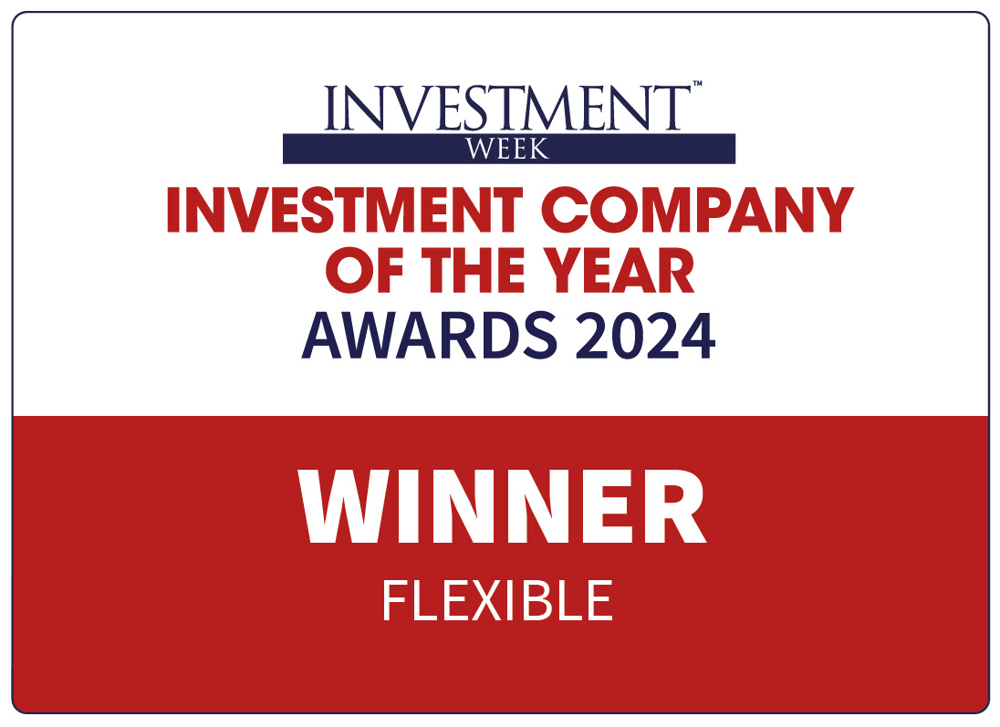 INVESTMENT™
WEEK
INVESTMENT COMPANY
OF THE YEAR
AWARDS 2024
WINNER
FLEXIBLE